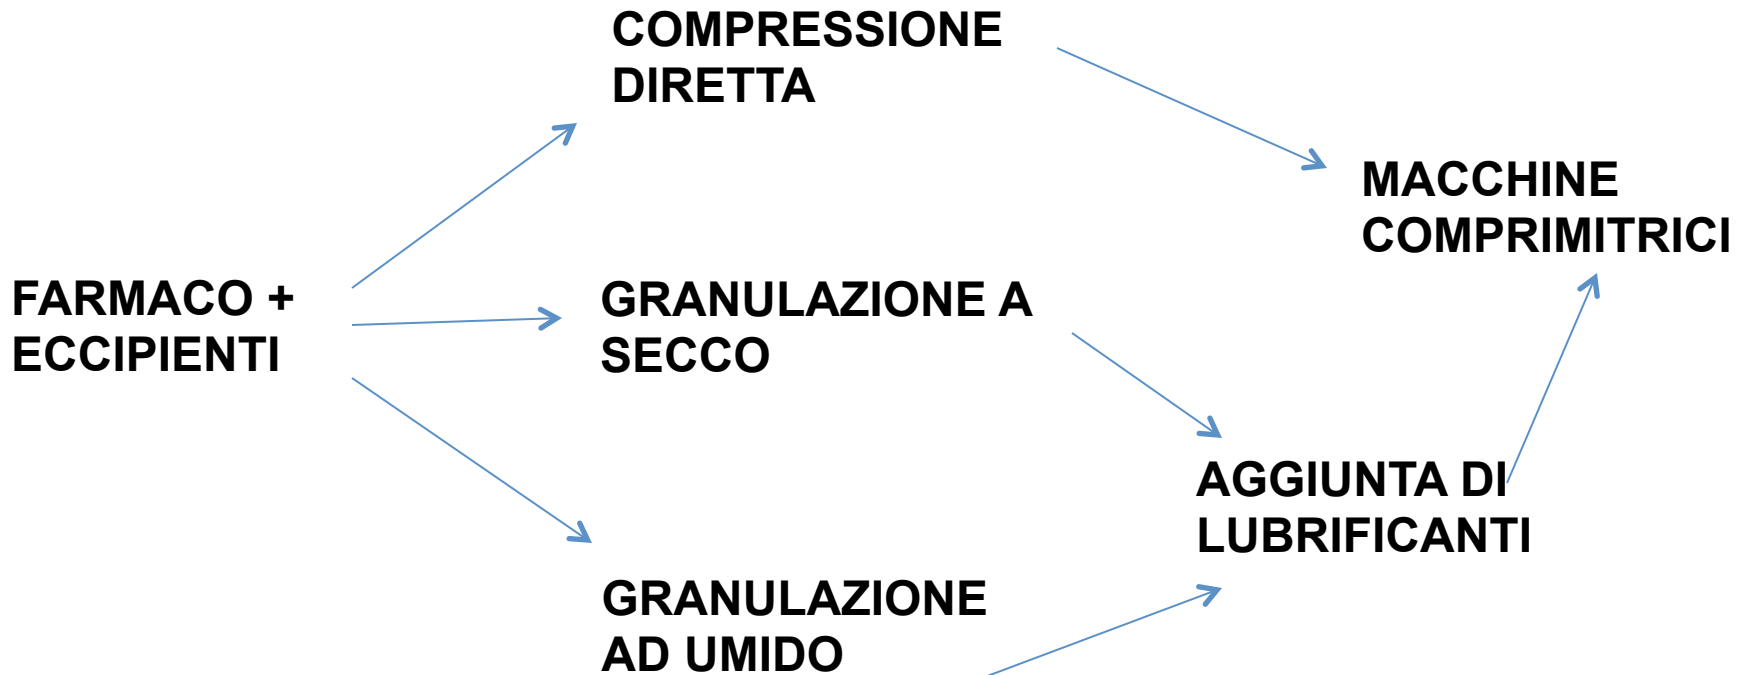 COMPRESSIONE
DIRETTA
MACCHINE
COMPRIMITRICI
FARMACO +
ECCIPIENTI
GRANULAZIONE A
SECCO
AGGIUNTA DI
LUBRIFICANTI
GRANULAZIONE
AD UMIDO